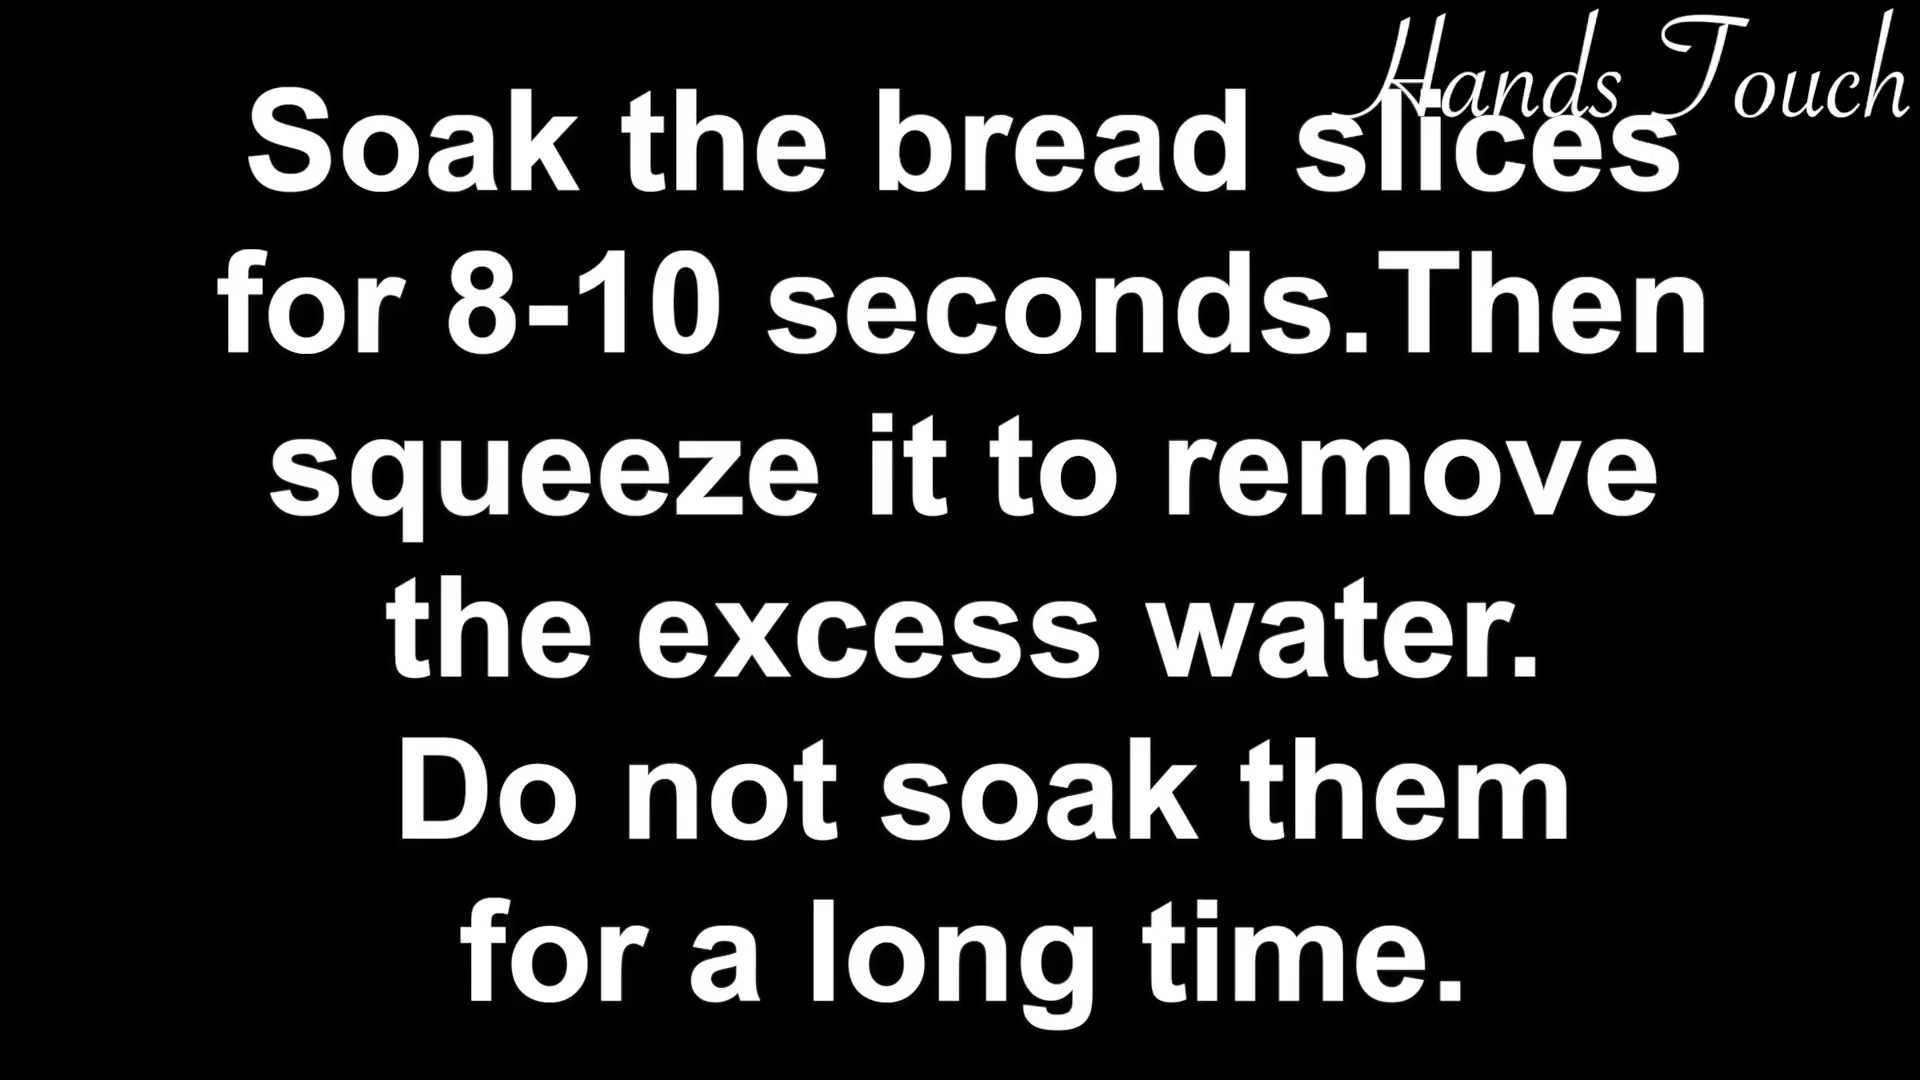 Hands Touch
Soak the bread slices
for 8-10 seconds.Then
squeeze it to remove
the excess water.
Do not soak them
for a long time.